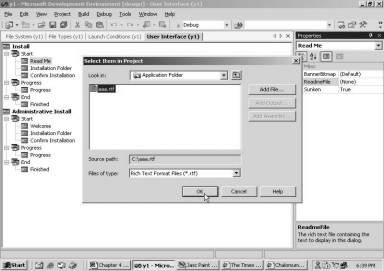 y1 - Microsoft Development Environment [design] - User Interface (y1)
File Edit View Project Build Debug Tools Window Help
Debug
File System (y1) File Types (y1) Launch Conditions (y1) User Interface (y1)
Install
Start
Read Me
Installation Folder
Confirm Installation
Progress
Progress
End
Finished
Administrative Install
Start
Welcome
Installation Folder
Confirm Installation
Progress
Progress
End
Finished
Select Item in Project
Look in: Application Folder
aaa.rtf
Add File...
Add Output...
Add Assembly...
Source path: C:\aaa.rtf
Files of type: Rich Text Format Files (*.rtf)
OK Cancel Help
Properties
Read Me
Misc
BannerBitmap (Default)
ReadmeFile (None)
Sunken True
ReadmeFile
The rich text file containing the text to display in this dialog.
Start Chapter 4 ... y1 - Micro... Jasc Paint ... The Times ... 6:39 PM